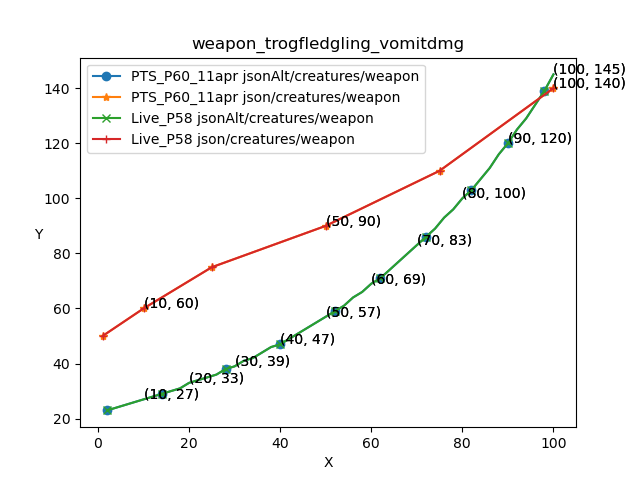 weapon_trogfledgling_vomitdmg
PTS_P60_11apr jsonAlt/creatures/weapon
PTS_P60_11apr json/creatures/weapon
Live_P58 jsonAlt/creatures/weapon
Live_P58 json/creatures/weapon
(100, 145)
(100, 140)
(90, 120)
(80, 100)
(50, 90)
(70, 83)
(60, 69)
(10, 60)
(50, 57)
(40, 47)
(30, 39)
(20, 33)
(10, 27)
140
120
100
80
60
40
20
Y
0 20 40 60 80 100
X